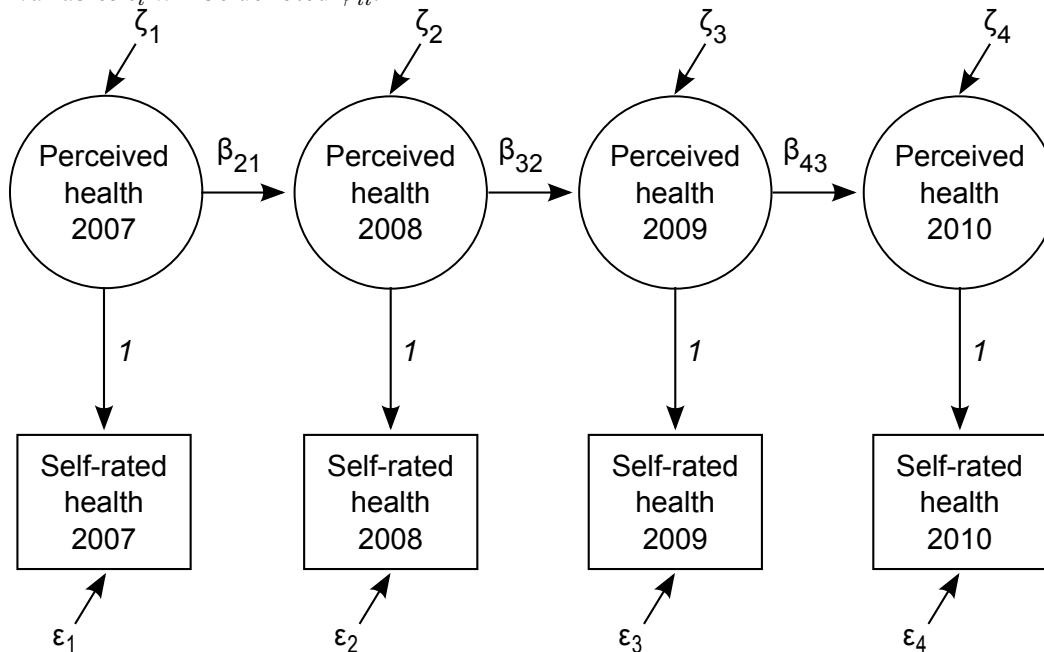 ζ1 ζ2 ζ3 ζ4
Perceived health 2007
β21
Perceived health 2008
β32
Perceived health 2009
β43
Perceived health 2010
1 1 1 1
Self-rated health 2007
Self-rated health 2008
Self-rated health 2009
Self-rated health 2010
ε1 ε2 ε3 ε4